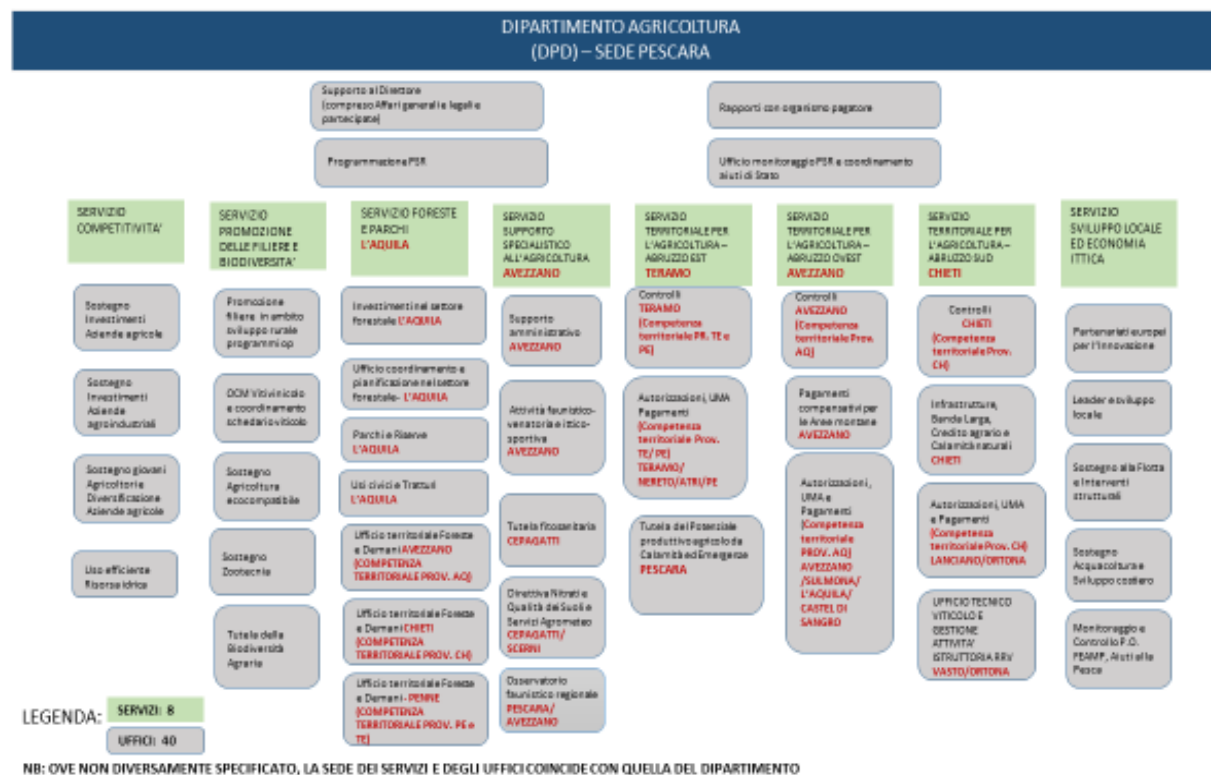 DIPARTIMENTO AGRICOLTURA
(DPD) – SEDE PESCARA
Supporto al Direttore
(compreso Affari generali e legali e
partecipate)
Rapporti con organismo pagatore
Programmazione PSR
Ufficio monitoraggio PSR e coordinamento
aiuti di Stato
SERVIZIO
COMPETITIVITA'
Sostegno
Investimenti
Aziende agricole
Sostegno
Investimenti
Aziende
agroindustriali
Sostegno giovani
Agricoltori e
Diversificazione
Aziende agricole
Uso efficiente
Risorsa idrica
SERVIZIO
PROMOZIONE
DELLE FILIERE E
BIODIVERSITA'
Promozione
filiere in ambito
sviluppo rurale
programmi op
OCM Vitivinicolo
e coordinamento
schedario viticolo
Sostegno
Agricoltura
ecocompatibile
Sostegno
Zootecnia
Tutela della
Biodiversità
Agraria
SERVIZIO FORESTE
E PARCHI
L'AQUILA
Investimenti nel settore
forestale L'AQUILA
Ufficio coordinamento e
pianificazione nel settore
forestale- L'AQUILA
Parchi e Riserve
L'AQUILA
Usi civici e Tratturi
L'AQUILA
Ufficio territoriale Foreste
e Demani AVEZZANO
(COMPETENZA
TERRITORIALE PROV. AQ)
Ufficio territoriale Foreste
e Demani CHIETI
(COMPETENZA
TERRITORIALE PROV. CH)
Ufficio territoriale Foreste
e Demani- PENNE
(COMPETENZA
TERRITORIALE PROV. PE e
TE)
SERVIZIO
SUPPORTO
SPECIALISTICO
ALL'AGRICOLTURA
AVEZZANO
Supporto
amministrativo
AVEZZANO
Attività faunistico-
venatoria e ittico-
sportiva
AVEZZANO
Tutela fitosanitaria
CEPAGATTI
Direttiva Nitrati e
Qualità dei Suoli e
Servizi Agrometeo
CEPAGATTI/
SCERNI
Osservatorio
faunistico regionale
PESCARA/
AVEZZANO
SERVIZIO
TERRITORIALE PER
L'AGRICOLTURA –
ABRUZZO EST
TERAMO
Controlli
TERAMO
(Competenza
territoriale PR. TE e
PE)
Autorizzazioni, UMA
Pagamenti
(Competenza
territoriale Prov.
TE/ PE)
TERAMO/
NERETO/ATRI/PE
Tutela del Potenziale
produttivo agricolo da
Calamità ed Emergenze
PESCARA
SERVIZIO
TERRITORIALE PER
L'AGRICOLTURA –
ABRUZZO OVEST
AVEZZANO
Controlli
AVEZZANO
(Competenza
territoriale Prov.
AQ)
Pagamenti
compensativi per
le Aree montane
AVEZZANO
Autorizzazioni,
UMA e
Pagamenti
(Competenza
territoriale
PROV. AQ)
AVEZZANO
/SULMONA/
L'AQUILA/
CASTEL DI
SANGRO
SERVIZIO
TERRITORIALE PER
L'AGRICOLTURA –
ABRUZZO SUD
CHIETI
Controlli
CHIETI
(Competenza
territoriale Prov.
CH)
Infrastrutture,
Banda Larga,
Credito agrario e
Calamità naturali
CHIETI
Autorizzazioni, UMA
e Pagamenti
(Competenza
territoriale Prov. CH)
LANCIANO/ORTONA
UFFICIO TECNICO
VITICOLO E
GESTIONE
ATTIVITA'
ISTRUTTORIA RRV
VASTO/ORTONA
SERVIZIO
SVILUPPO LOCALE
ED ECONOMIA
ITTICA
Partenariati europei
per l'Innovazione
Leader e sviluppo
locale
Sostegno alla Flotta
e Interventi
strutturali
Sostegno
Acquacoltura e
Sviluppo costiero
Monitoraggio e
Controllo P.O.
FEAMP, Aiuti alla
Pesca
LEGENDA:
SERVIZI: 8
UFFICI: 40
NB: OVE NON DIVERSAMENTE SPECIFICATO, LA SEDE DEI SERVIZI E DEGLI UFFICI COINCIDE CON QUELLA DEL DIPARTIMENTO